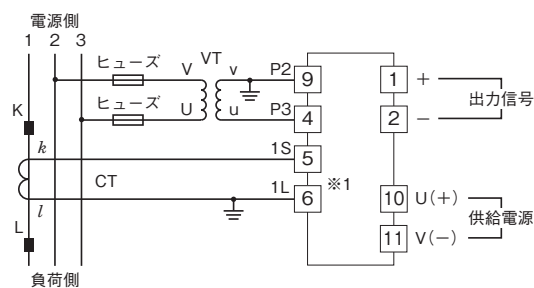 電源側
1 2 3
ヒューズ V VT v P2 9 1 +
出力信号
ヒューズ U u P3 4 2 −
K
k 1S 5
CT ※1
l 1L 6 10 U(+)
供給電源
L 11 V(−)
負荷側